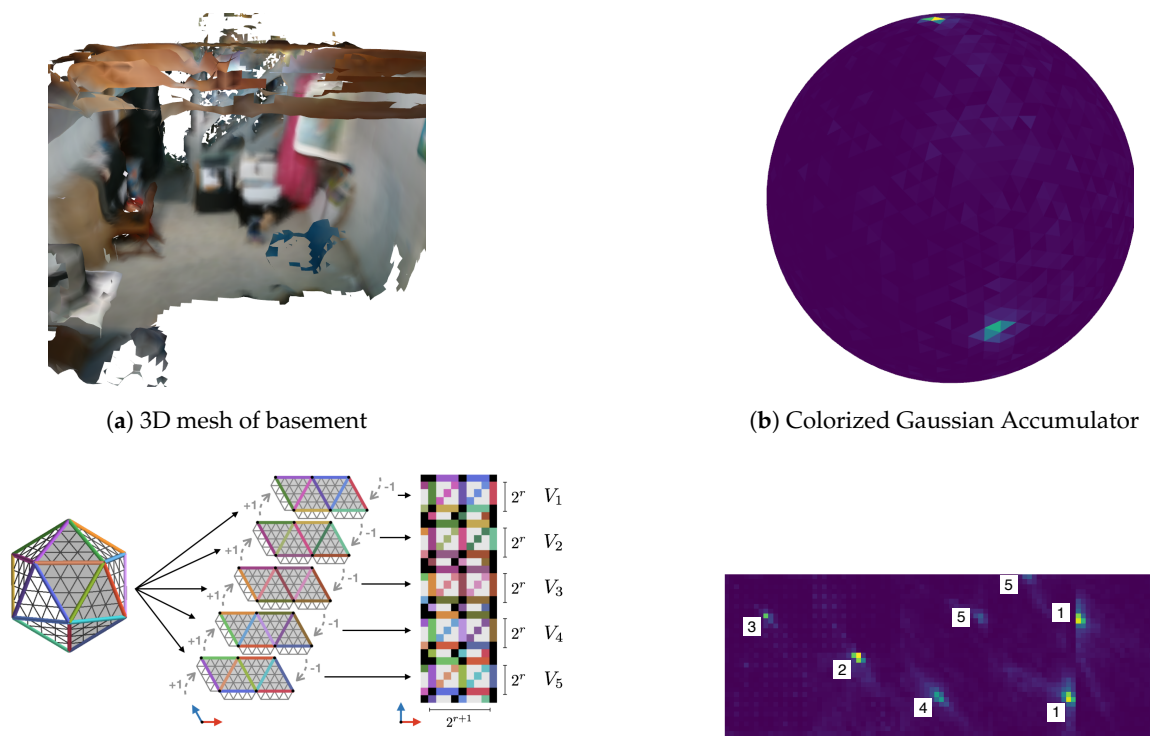 (a) 3D mesh of basement
(b) Colorized Gaussian Accumulator
+1
-1
2^r
V_1
+1
-1
2^r
V_2
+1
-1
2^r
V_3
+1
-1
2^r
V_4
+1
-1
2^r
V_5
2^{r+1}
5
3
5
1
2
4
1